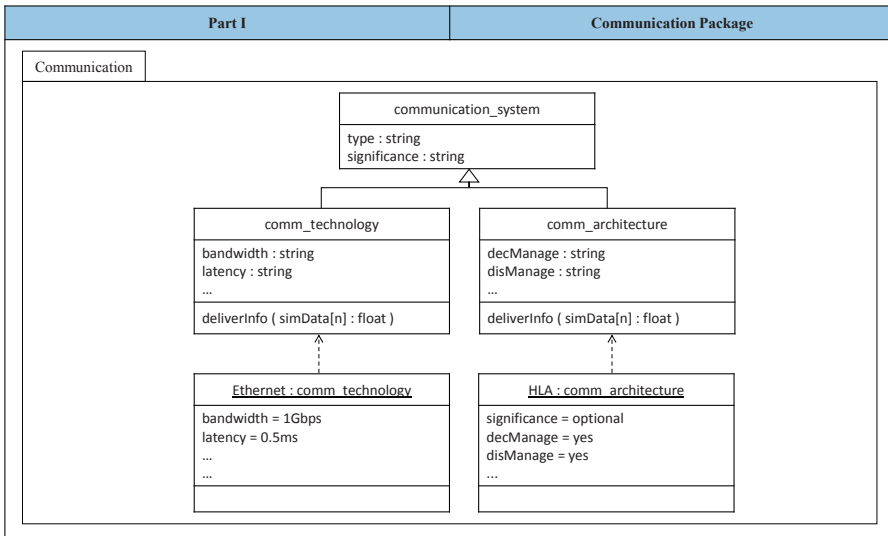 Part I
Communication Package
Communication
communication_system
type : string
significance : string
comm_technology
bandwidth : string
latency : string
...
deliverInfo ( simData[n] : float )
comm_architecture
decManage : string
disManage : string
...
deliverInfo ( simData[n] : float )
Ethernet : comm_technology
bandwidth = 1Gbps
latency = 0.5ms
...
...
HLA : comm_architecture
significance = optional
decManage = yes
disManage = yes
...